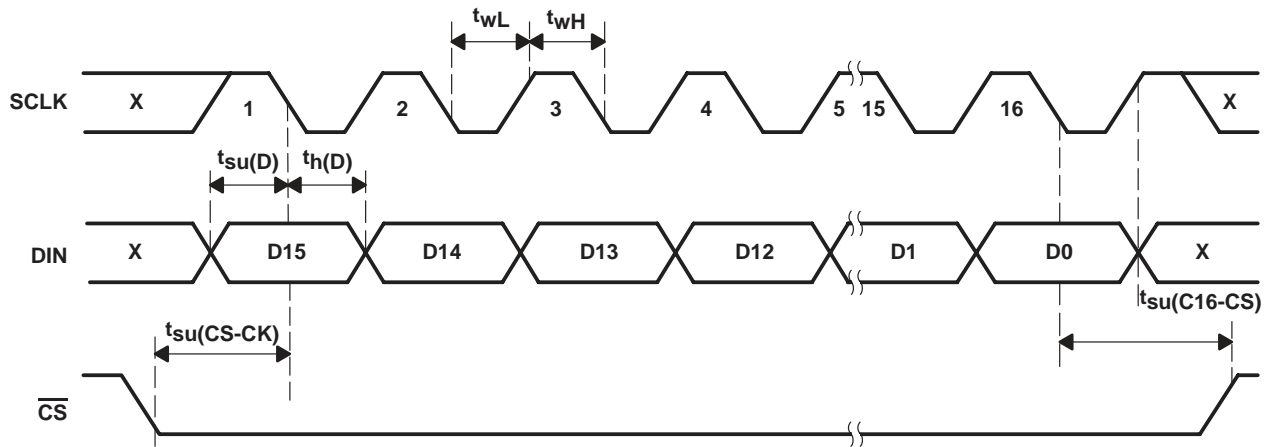 twL twH
SCLK X 1 2 3 4 5 15 16 X
tsu(D) th(D)
DIN X D15 D14 D13 D12 D1 D0 X
tsu(CS-CK) tsu(C16-CS)
CS